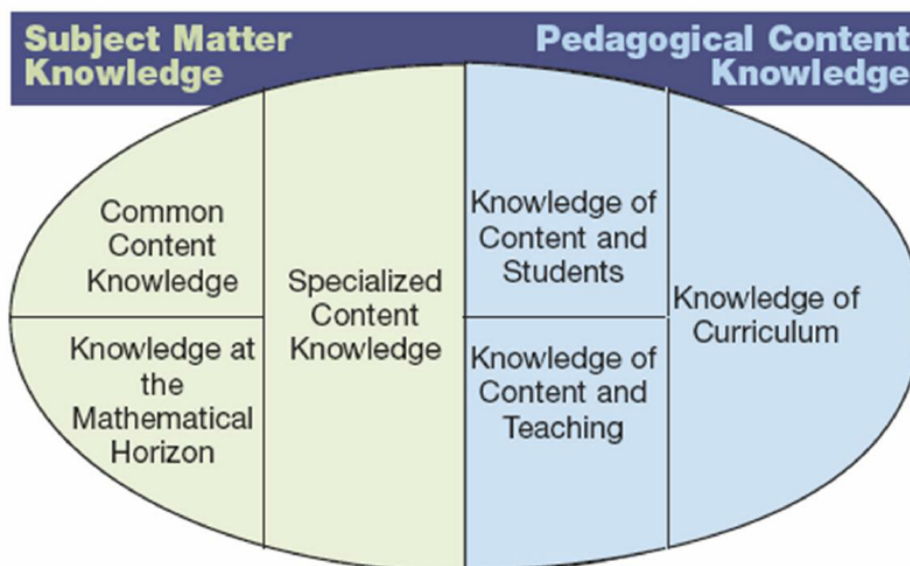 Subject Matter
Knowledge
Pedagogical Content
Knowledge
Common
Content
Knowledge
Knowledge at
the
Mathematical
Horizon
Specialized
Content
Knowledge
Knowledge of
Content and
Students
Knowledge of
Content and
Teaching
Knowledge of
Curriculum